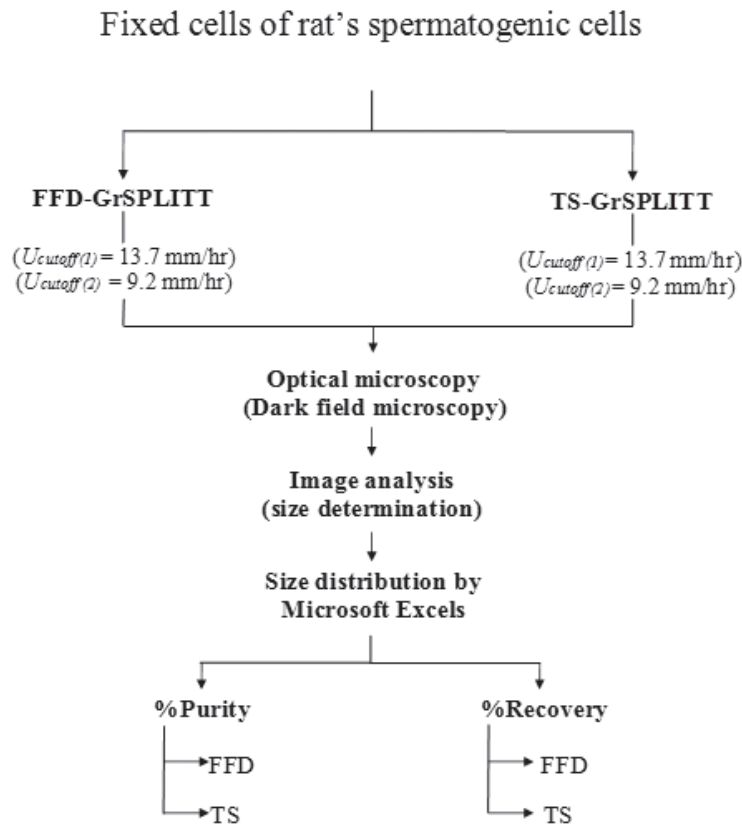 Fixed cells of rat's spermatogenic cells
FFD-GrSPLITT
TS-GrSPLITT
(Ucutoff(1)= 13.7 mm/hr)
(Ucutoff(2) = 9.2 mm/hr)
(Ucutoff(1)= 13.7 mm/hr)
(Ucutoff(2)= 9.2 mm/hr)
Optical microscopy
(Dark field microscopy)
Image analysis
(size determination)
Size distribution by
Microsoft Excels
%Purity
%Recovery
FFD
TS
FFD
TS